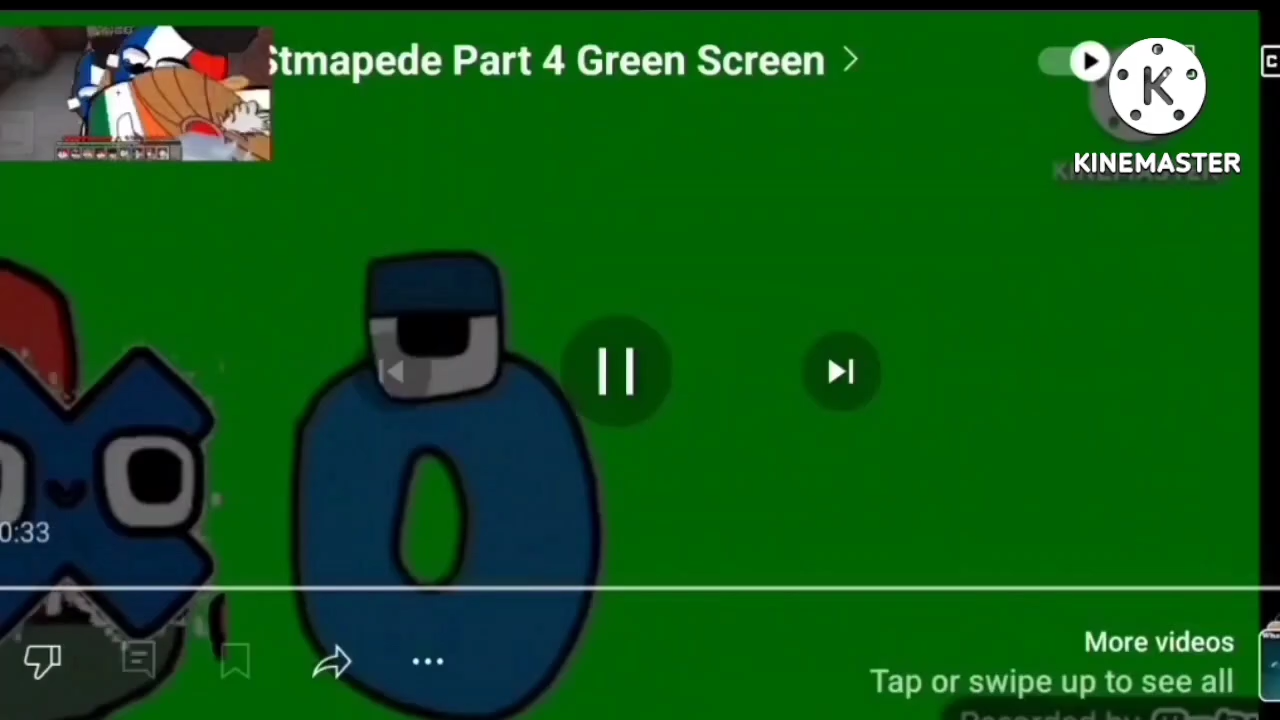 Stmapede Part 4 Green Screen
K
KINEMASTER
0:33
More videos
Tap or swipe up to see all